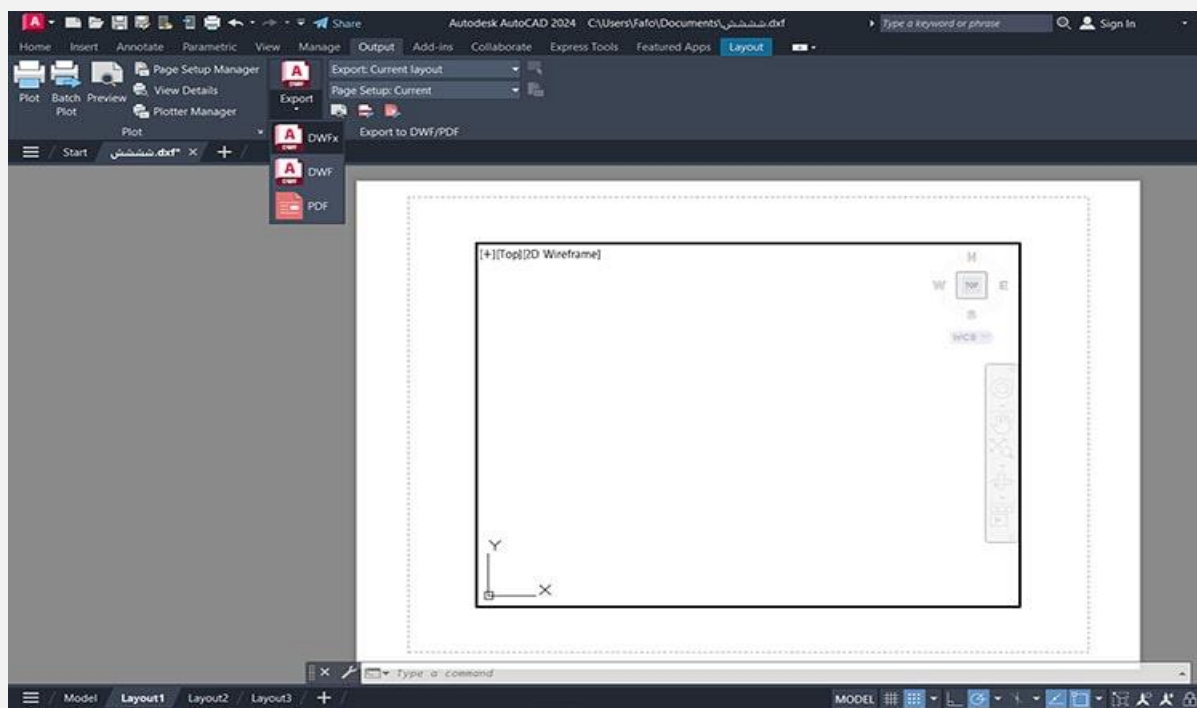 Share
Autodesk AutoCAD 2024 C:\Users\Fafo\Documents\ششششش.dxf
Type a keyword or phrase
Sign In
Home Insert Annotate Parametric View Manage Output Add-ins Collaborate Express Tools Featured Apps Layout
Plot
Batch Plot
Preview
Page Setup Manager
View Details
Plotter Manager
Plot
Export
Export: Current layout
Page Setup: Current
Export to DWF/PDF
DWFx
DWF
PDF
Start ششششش.dxf*
[+][Top][2D Wireframe]
W TOP E
S
WCS
Y
X
Type a command
Model Layout1 Layout2 Layout3
MODEL